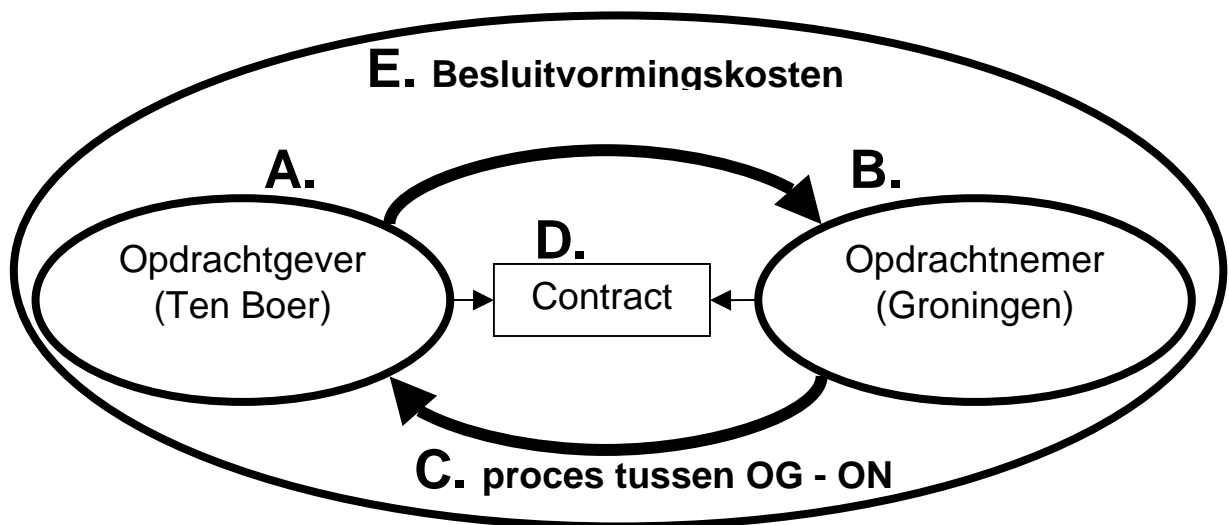 E. Besluitvormingskosten
A.
B.
Opdrachtgever
(Ten Boer)
D.
Contract
Opdrachtnemer
(Groningen)
C. proces tussen OG - ON